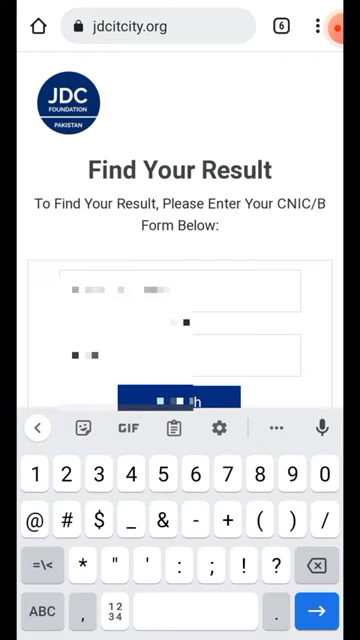 jdcitcity.org
6
JDC
FOUNDATION
PAKISTAN
Find Your Result
To Find Your Result, Please Enter Your CNIC/B
Form Below:
GIF
1 2 3 4 5 6 7 8 9 0
@ # $ _ & - + ( ) /
=\< * " ' : ; ! ?
ABC , 12 34 .